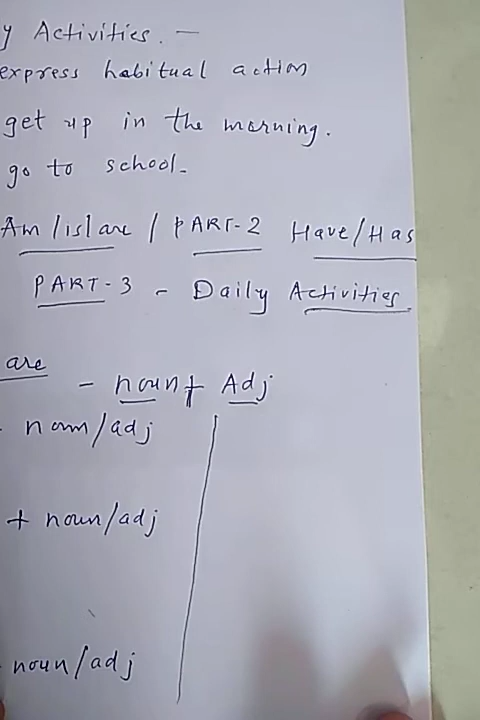 y Activities. —
express habitual action
get up in the morning.
go to school.
Am/is/are / PART-2 Have/Has
PART-3 - Daily Activities
are - noun + Adj
noun/adj
+ noun/adj
noun/adj